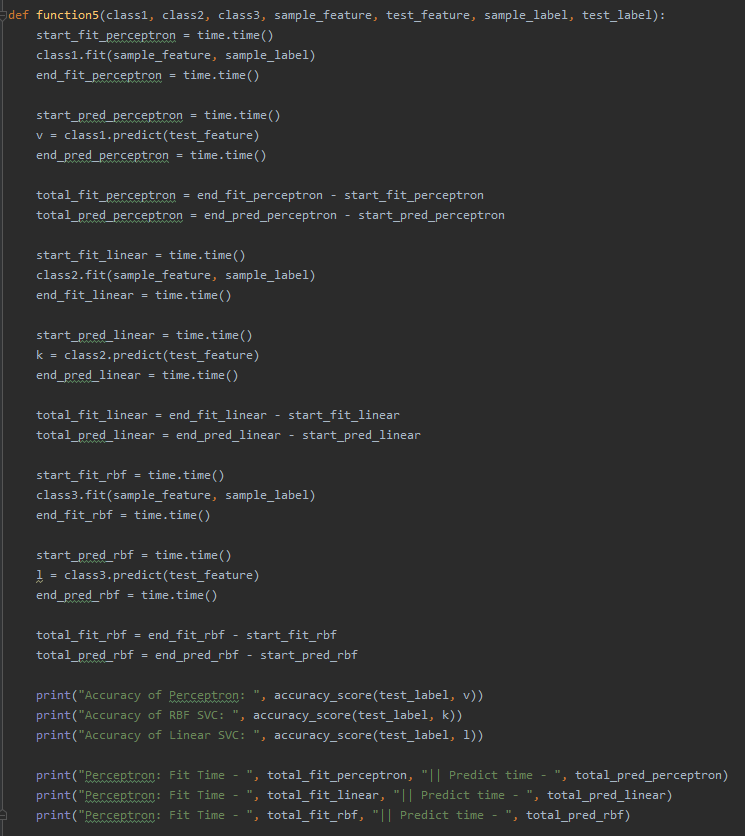 def function5(class1, class2, class3, sample_feature, test_feature, sample_label, test_label):
    start_fit_perceptron = time.time()
    class1.fit(sample_feature, sample_label)
    end_fit_perceptron = time.time()

    start_pred_perceptron = time.time()
    v = class1.predict(test_feature)
    end_pred_perceptron = time.time()

    total_fit_perceptron = end_fit_perceptron - start_fit_perceptron
    total_pred_perceptron = end_pred_perceptron - start_pred_perceptron

    start_fit_linear = time.time()
    class2.fit(sample_feature, sample_label)
    end_fit_linear = time.time()

    start_pred_linear = time.time()
    k = class2.predict(test_feature)
    end_pred_linear = time.time()

    total_fit_linear = end_fit_linear - start_fit_linear
    total_pred_linear = end_pred_linear - start_pred_linear

    start_fit_rbf = time.time()
    class3.fit(sample_feature, sample_label)
    end_fit_rbf = time.time()

    start_pred_rbf = time.time()
    l = class3.predict(test_feature)
    end_pred_rbf = time.time()

    total_fit_rbf = end_fit_rbf - start_fit_rbf
    total_pred_rbf = end_pred_rbf - start_pred_rbf

    print("Accuracy of Perceptron: ", accuracy_score(test_label, v))
    print("Accuracy of RBF SVC: ", accuracy_score(test_label, k))
    print("Accuracy of Linear SVC: ", accuracy_score(test_label, l))

    print("Perceptron: Fit Time - ", total_fit_perceptron, "|| Predict time - ", total_pred_perceptron)
    print("Perceptron: Fit Time - ", total_fit_linear, "|| Predict time - ", total_pred_linear)
    print("Perceptron: Fit Time - ", total_fit_rbf, "|| Predict time - ", total_pred_rbf)